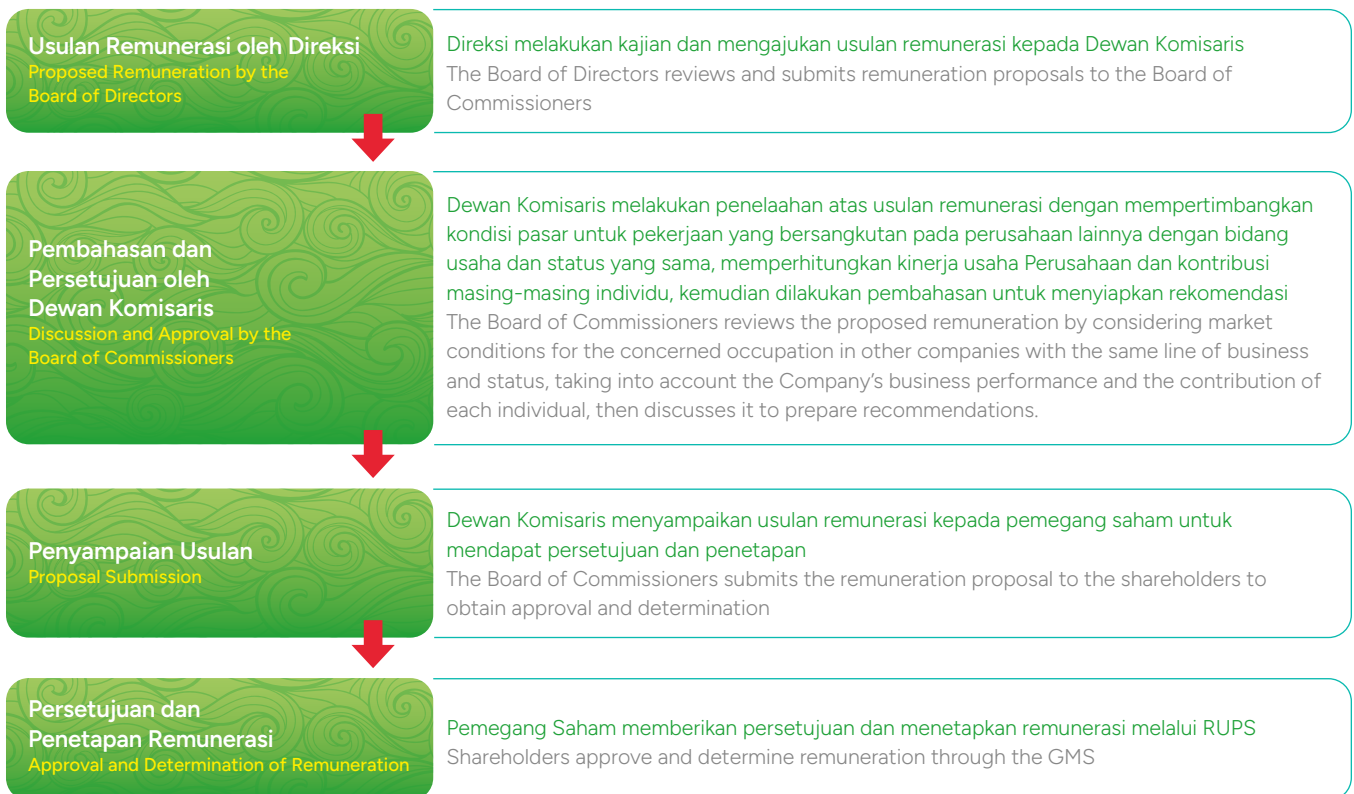 Usulan Remunerasi oleh Direksi
Proposed Remuneration by the
Board of Directors
Direksi melakukan kajian dan mengajukan usulan remunerasi kepada Dewan Komisaris
The Board of Directors reviews and submits remuneration proposals to the Board of
Commissioners
Pembahasan dan
Persetujuan oleh
Dewan Komisaris
Discussion and Approval by the
Board of Commissioners
Dewan Komisaris melakukan penelaahan atas usulan remunerasi dengan mempertimbangkan
kondisi pasar untuk pekerjaan yang bersangkutan pada perusahaan lainnya dengan bidang
usaha dan status yang sama, memperhitungkan kinerja usaha Perusahaan dan kontribusi
masing-masing individu, kemudian dilakukan pembahasan untuk menyiapkan rekomendasi
The Board of Commissioners reviews the proposed remuneration by considering market
conditions for the concerned occupation in other companies with the same line of business
and status, taking into account the Company’s business performance and the contribution of
each individual, then discusses it to prepare recommendations.
Penyampaian Usulan
Proposal Submission
Dewan Komisaris menyampaikan usulan remunerasi kepada pemegang saham untuk
mendapat persetujuan dan penetapan
The Board of Commissioners submits the remuneration proposal to the shareholders to
obtain approval and determination
Persetujuan dan
Penetapan Remunerasi
Approval and Determination of Remuneration
Pemegang Saham memberikan persetujuan dan menetapkan remunerasi melalui RUPS
Shareholders approve and determine remuneration through the GMS